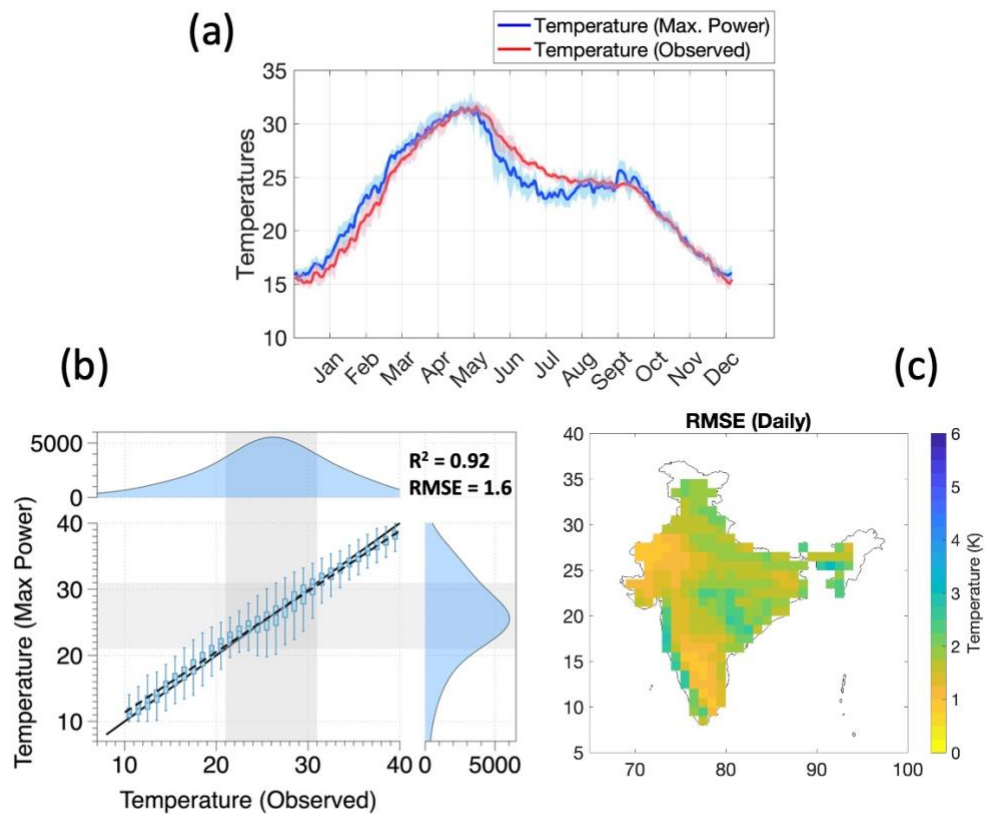 (a)
Temperature (Max. Power)
Temperature (Observed)
35
30
25
20
15
10
Temperatures
Jan
Feb
Mar
Apr
May
Jun
Jul
Aug
Sept
Oct
Nov
Dec
(b)
5000
0
R² = 0.92
RMSE = 1.6
40
30
20
10
Temperature (Max Power)
10
20
30
40
0
5000
Temperature (Observed)
(c)
RMSE (Daily)
40
35
30
25
20
15
10
5
70
80
90
100
6
5
4
3
2
1
0
Temperature (K)